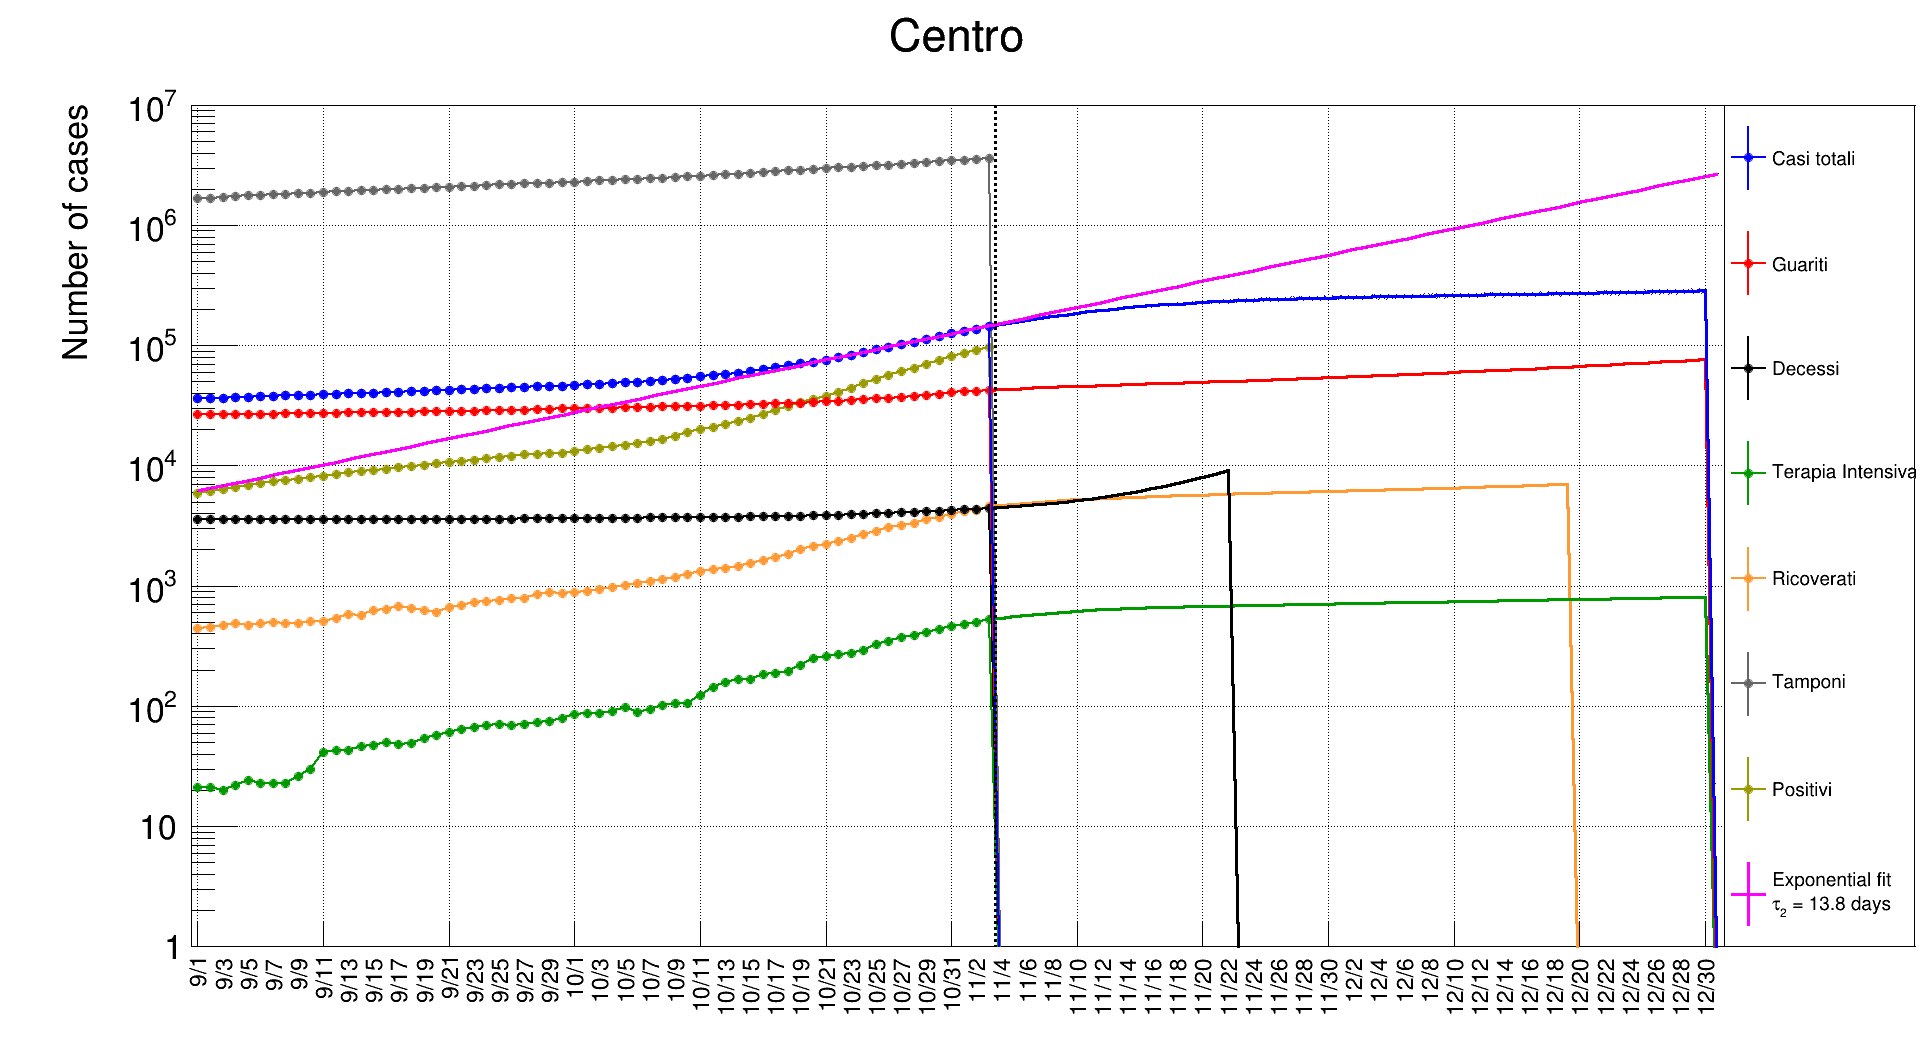 Centro
Number of cases
10^7
10^6
10^5
10^4
10^3
10^2
10
1
9/1 9/3 9/5 9/7 9/9 9/11 9/13 9/15 9/17 9/19 9/21 9/23 9/25 9/27 9/29 10/1 10/3 10/5 10/7 10/9 10/11 10/13 10/15 10/17 10/19 10/21 10/23 10/25 10/27 10/29 10/31 11/2 11/4 11/6 11/8 11/10 11/12 11/14 11/16 11/18 11/20 11/22 11/24 11/26 11/28 11/30 12/2 12/4 12/6 12/8 12/10 12/12 12/14 12/16 12/18 12/20 12/22 12/24 12/26 12/28 12/30
Casi totali
Guariti
Decessi
Terapia Intensiva
Ricoverati
Tamponi
Positivi
Exponential fit
τ₂ = 13.8 days